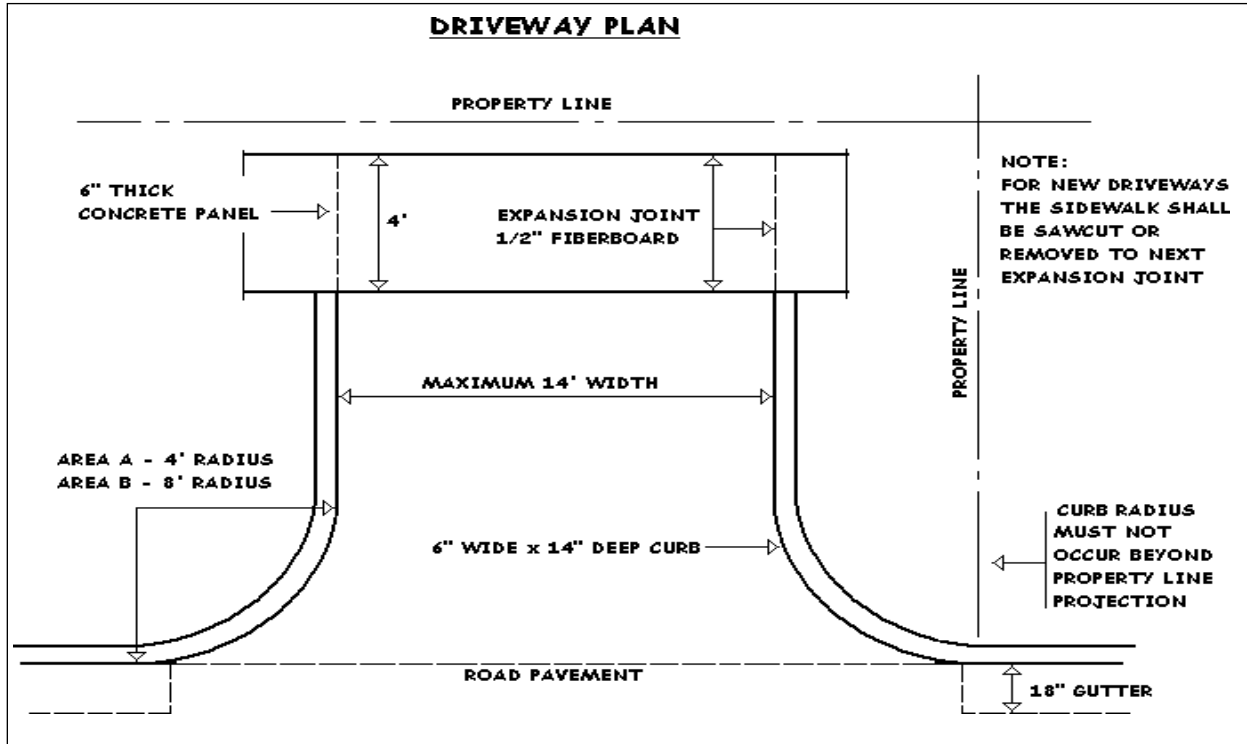 DRIVEWAY PLAN
PROPERTY LINE
6" THICK
CONCRETE PANEL
4'
EXPANSION JOINT
1/2" FIBERBOARD
NOTE:
FOR NEW DRIVEWAYS
THE SIDEWALK SHALL
BE SAWCUT OR
REMOVED TO NEXT
EXPANSION JOINT
PROPERTY LINE
MAXIMUM 14' WIDTH
AREA A - 4' RADIUS
AREA B - 8' RADIUS
6" WIDE x 14" DEEP CURB
CURB RADIUS
MUST NOT
OCCUR BEYOND
PROPERTY LINE
PROJECTION
ROAD PAVEMENT
18" GUTTER